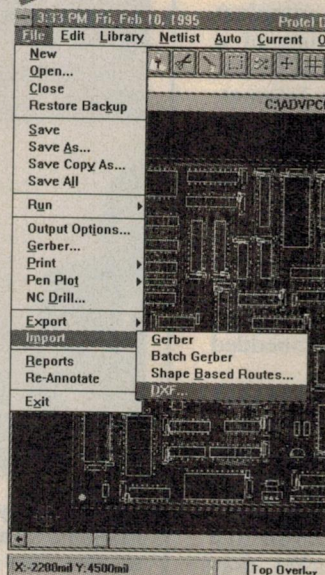 3:33 PM Fri, Feb 10, 1995 Protel
File Edit Library Netlist Auto Current
C:\ADVPC
New
Open...
Close
Restore Backup
Save
Save As...
Save Copy As...
Save All
Run
Output Options...
Gerber...
Print
Pen Plot
NC Drill...
Export
Import
Reports
Re-Annotate
Exit
Gerber
Batch Gerber
Shape Based Routes...
DXF...
X:-2200mil Y:4500mil Top Overlay